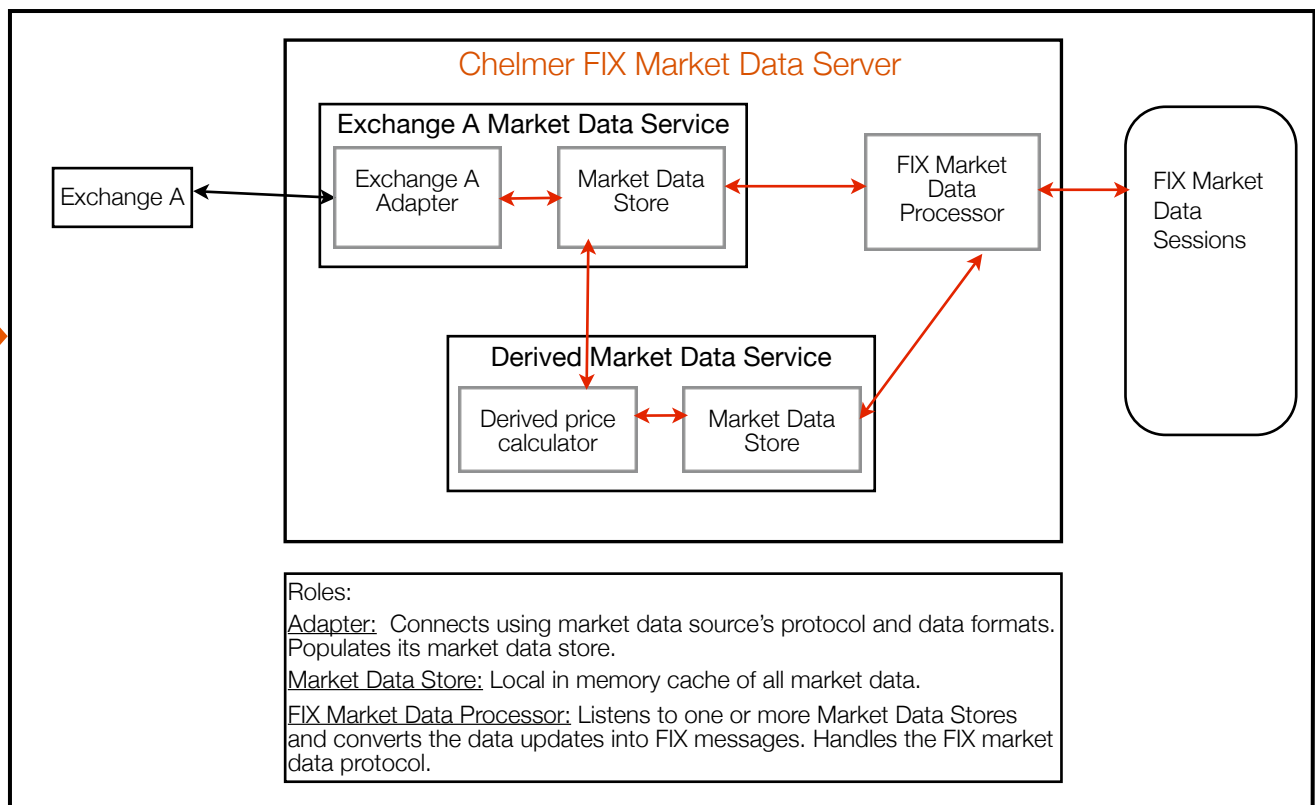 Chelmer FIX Market Data Server
Exchange A Market Data Service
Exchange A
Exchange A
Adapter
Market Data
Store
FIX Market
Data
Processor
FIX Market
Data
Sessions
Derived Market Data Service
Derived price
calculator
Market Data
Store
Roles:
Adapter: Connects using market data source's protocol and data formats.
Populates its market data store.
Market Data Store: Local in memory cache of all market data.
FIX Market Data Processor: Listens to one or more Market Data Stores
and converts the data updates into FIX messages. Handles the FIX market
data protocol.